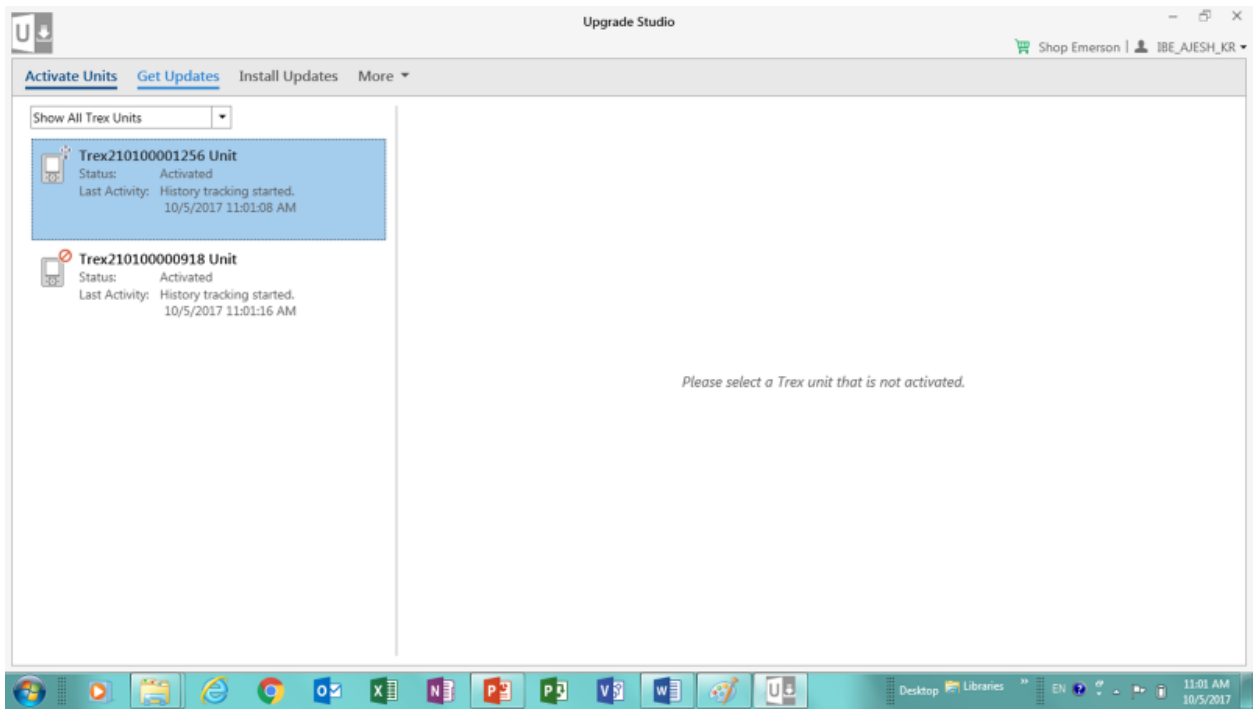 Upgrade Studio
Shop Emerson | IBE_AJESH_KR
Activate Units Get Updates Install Updates More
Show All Trex Units
Trex210100001256 Unit
Status: Activated
Last Activity: History tracking started.
10/5/2017 11:01:08 AM
Trex210100000918 Unit
Status: Activated
Last Activity: History tracking started.
10/5/2017 11:01:16 AM
Please select a Trex unit that is not activated.
Desktop Libraries » EN 11:01 AM
10/5/2017